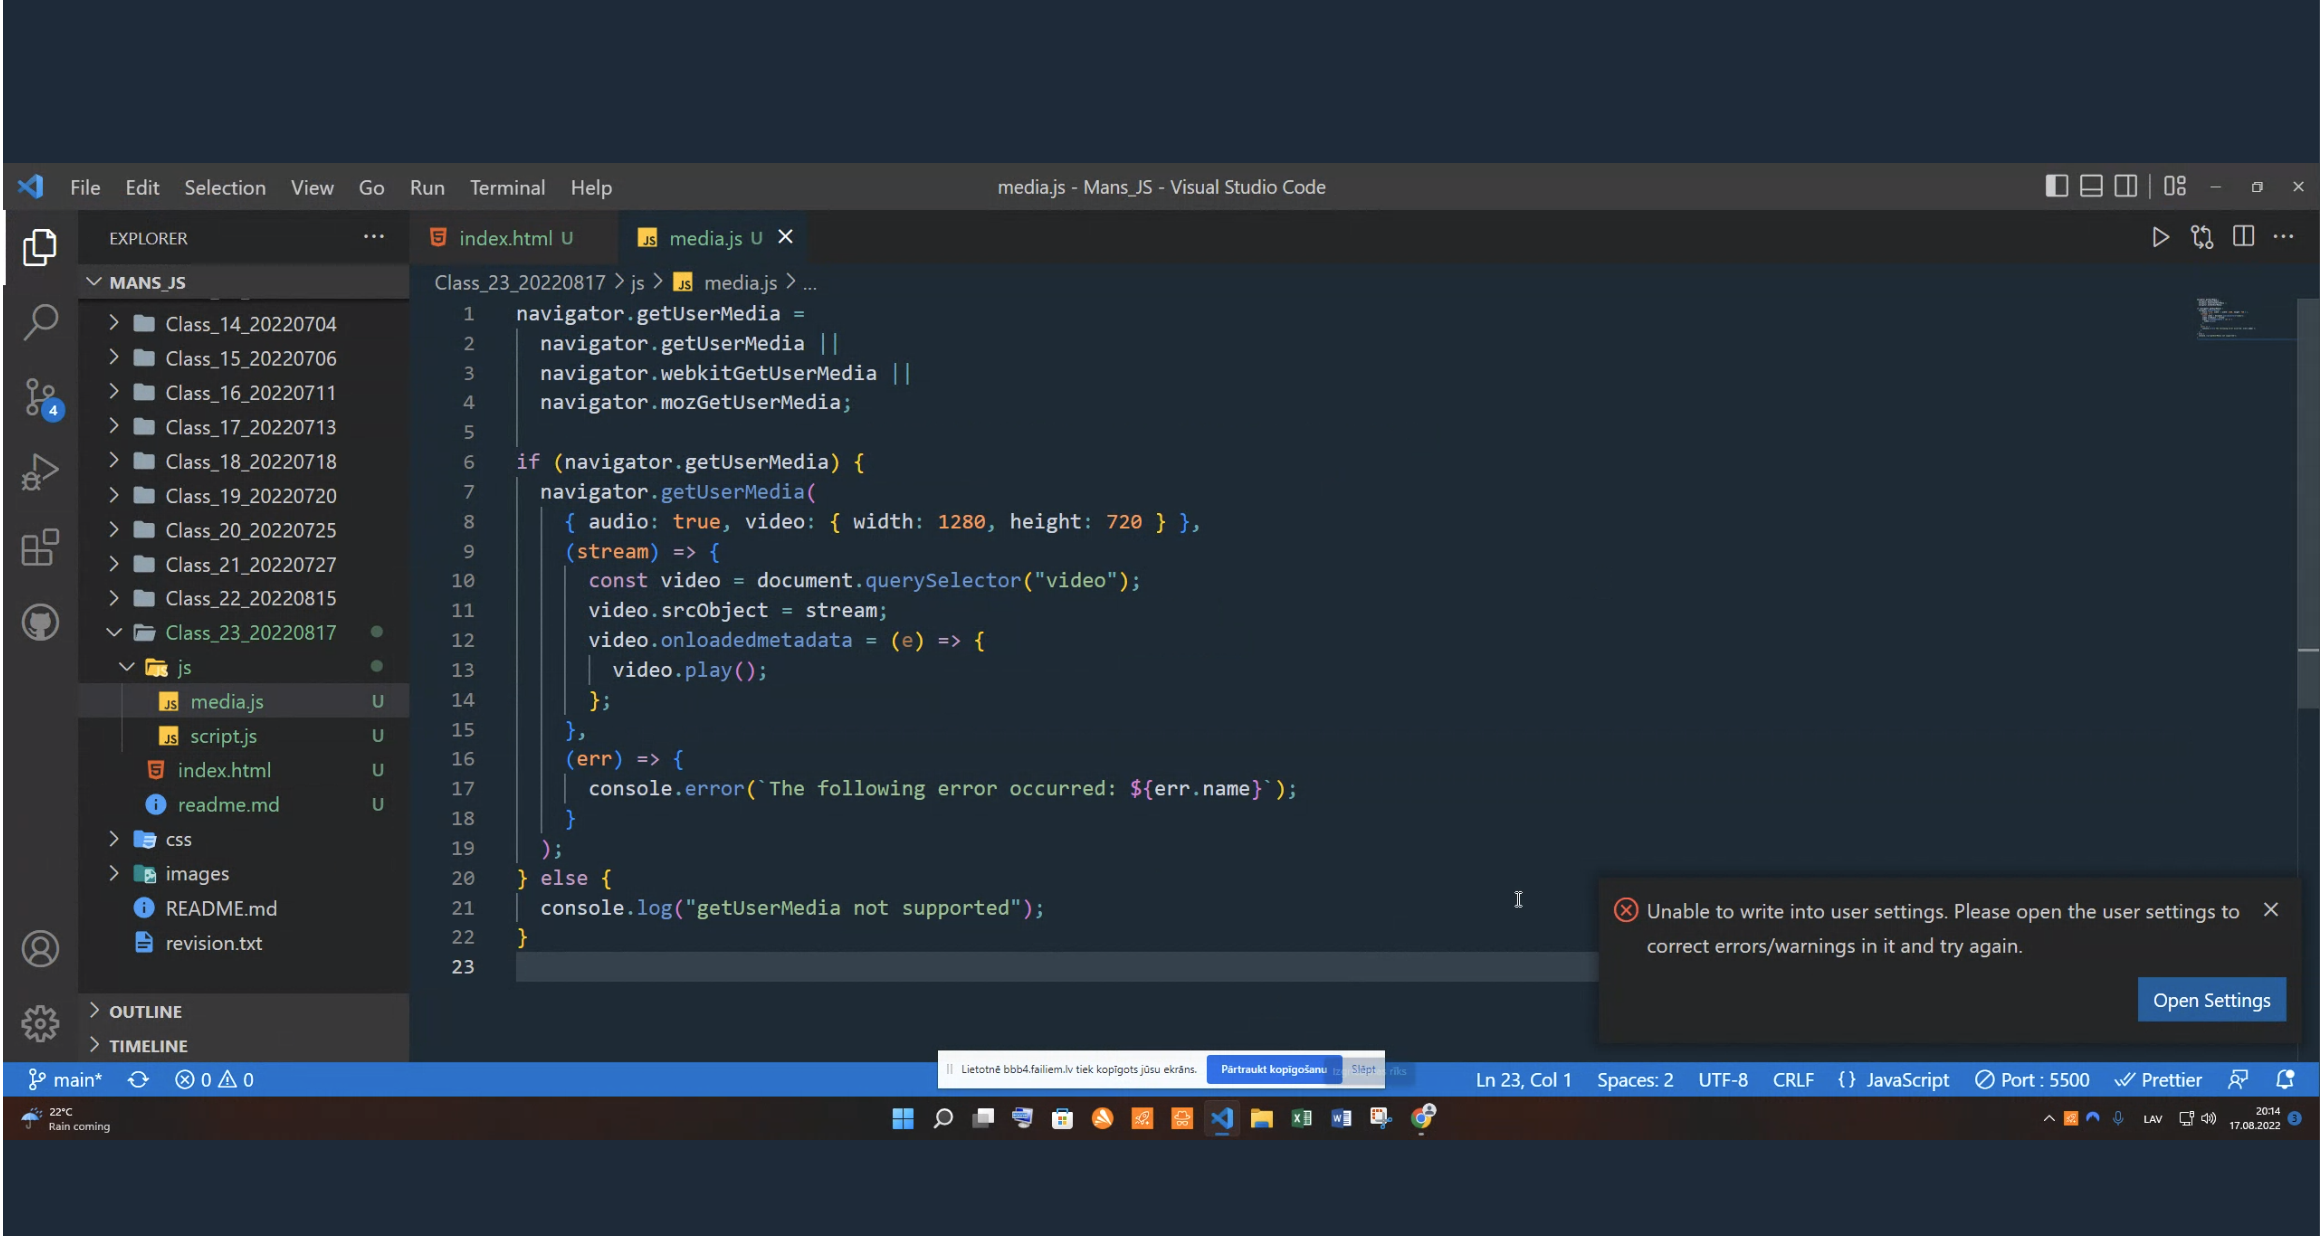 File Edit Selection View Go Run Terminal Help
media.js - Mans_JS - Visual Studio Code
EXPLORER
index.html U
media.js U
MANS_JS
Class_23_20220817 > js > media.js > ...
Class_14_20220704
Class_15_20220706
Class_16_20220711
Class_17_20220713
Class_18_20220718
Class_19_20220720
Class_20_20220725
Class_21_20220727
Class_22_20220815
Class_23_20220817
js
media.js U
script.js U
index.html U
readme.md U
css
images
README.md
revision.txt
OUTLINE
TIMELINE
4
1 navigator.getUserMedia =
2 navigator.getUserMedia ||
3 navigator.webkitGetUserMedia ||
4 navigator.mozGetUserMedia;
5
6 if (navigator.getUserMedia) {
7 navigator.getUserMedia(
8 { audio: true, video: { width: 1280, height: 720 } },
9 (stream) => {
10 const video = document.querySelector("video");
11 video.srcObject = stream;
12 video.onloadedmetadata = (e) => {
13 video.play();
14 };
15 },
16 (err) => {
17 console.error(`The following error occurred: ${err.name}`);
18 }
19 );
20 } else {
21 console.log("getUserMedia not supported");
22 }
23
Unable to write into user settings. Please open the user settings to
correct errors/warnings in it and try again.
Open Settings
Lietotnē bbb4.failiem.lv tiek kopīgots jūsu ekrāns.
Pārtraukt kopīgošanu
Slēpt
main* 0 0
Ln 23, Col 1 Spaces: 2 UTF-8 CRLF {} JavaScript Port : 5500 Prettier
22°C
Rain coming
LAV
20:14
17.08.2022
3